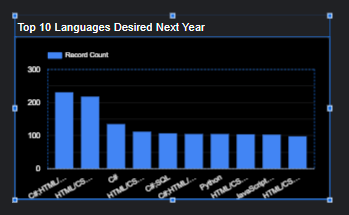 Top 10 Languages Desired Next Year
Record Count
300
200
100
0
C#;HTML/...
HTML/CS...
C#
HTML/CS...
C#;SQL
C#;HTML/...
Python
HTML/CS...
JavaScript...
HTML/CS...